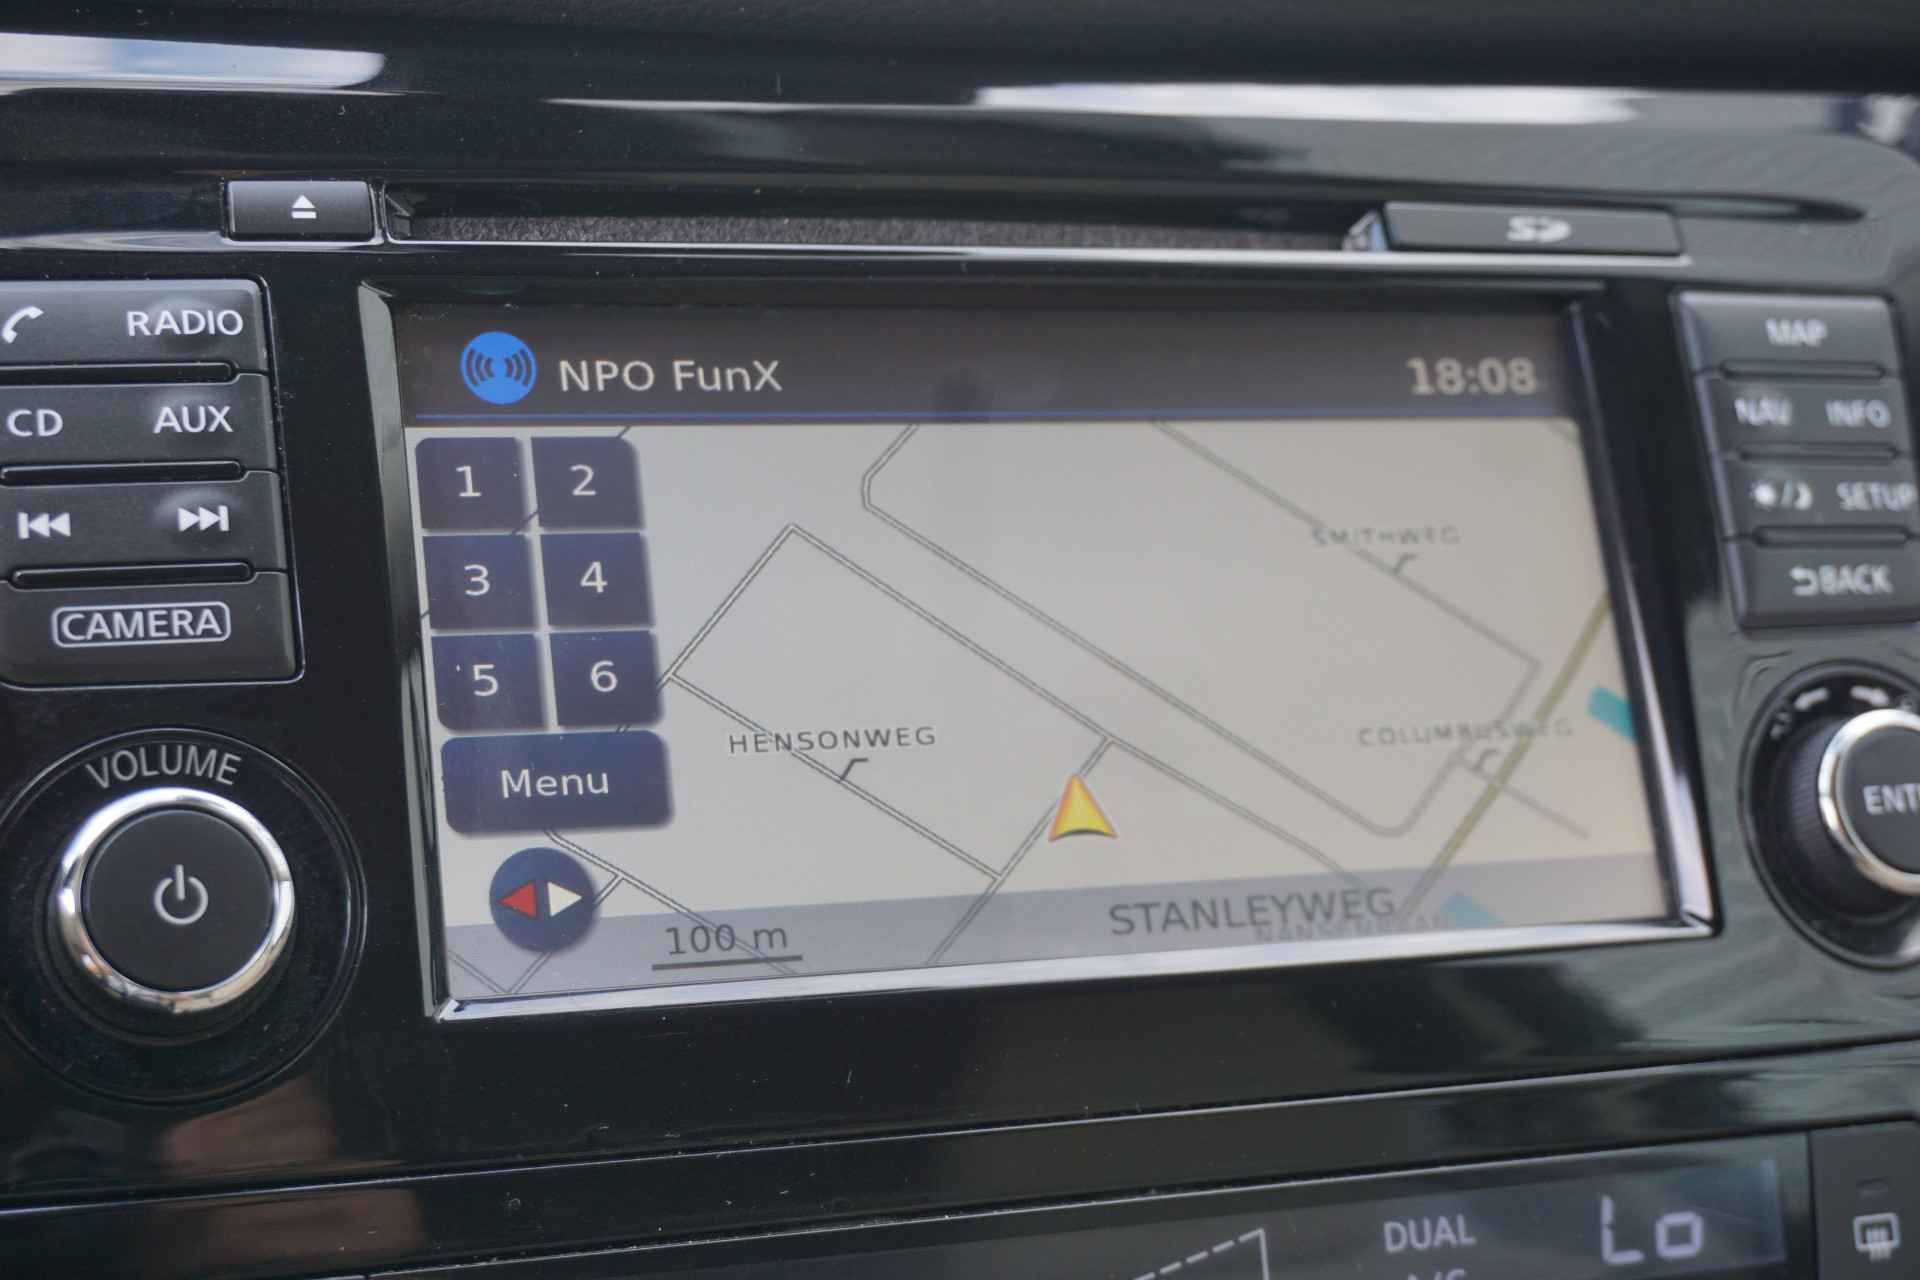 RADIO
CD AUX
CAMERA
VOLUME
NPO FunX 18:08
1 2
3 4
5 6
Menu
SMITHWEG
HENSONWEG
COLUMBUSWEG
STANLEYWEG
100 m
MAP
NAV INFO
SETUP
BACK
DUAL Lo